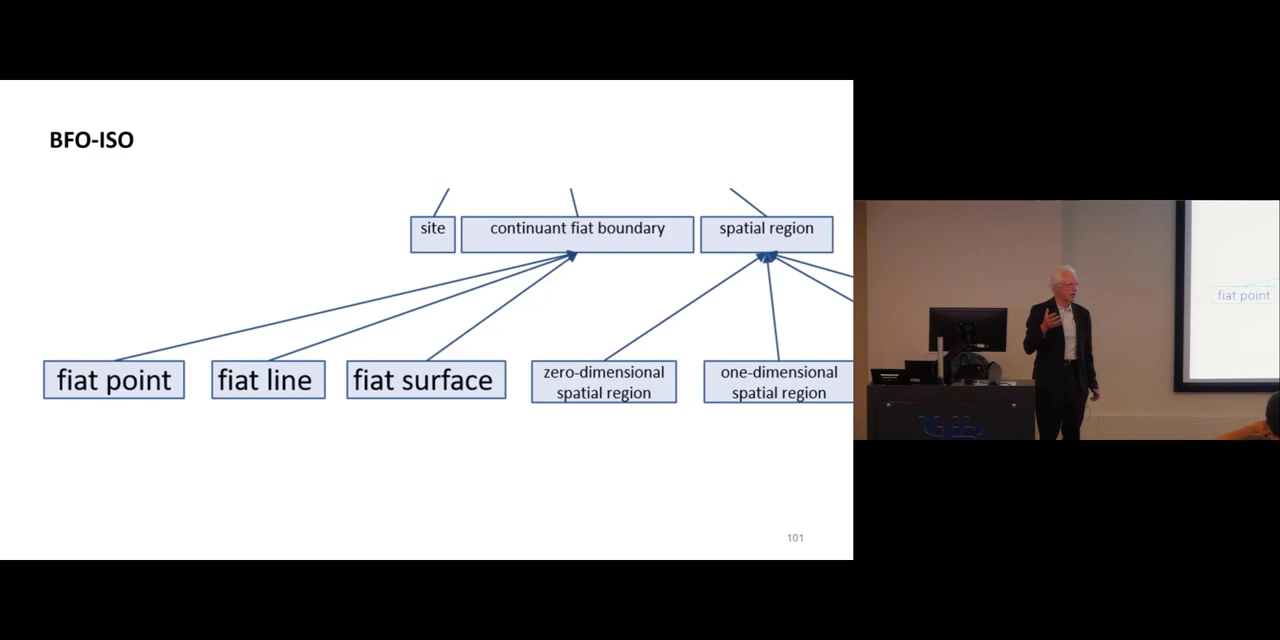 BFO-ISO
site
continuant fiat boundary
spatial region
fiat point
fiat line
fiat surface
zero-dimensional
spatial region
one-dimensional
spatial region
101
fiat point
UB